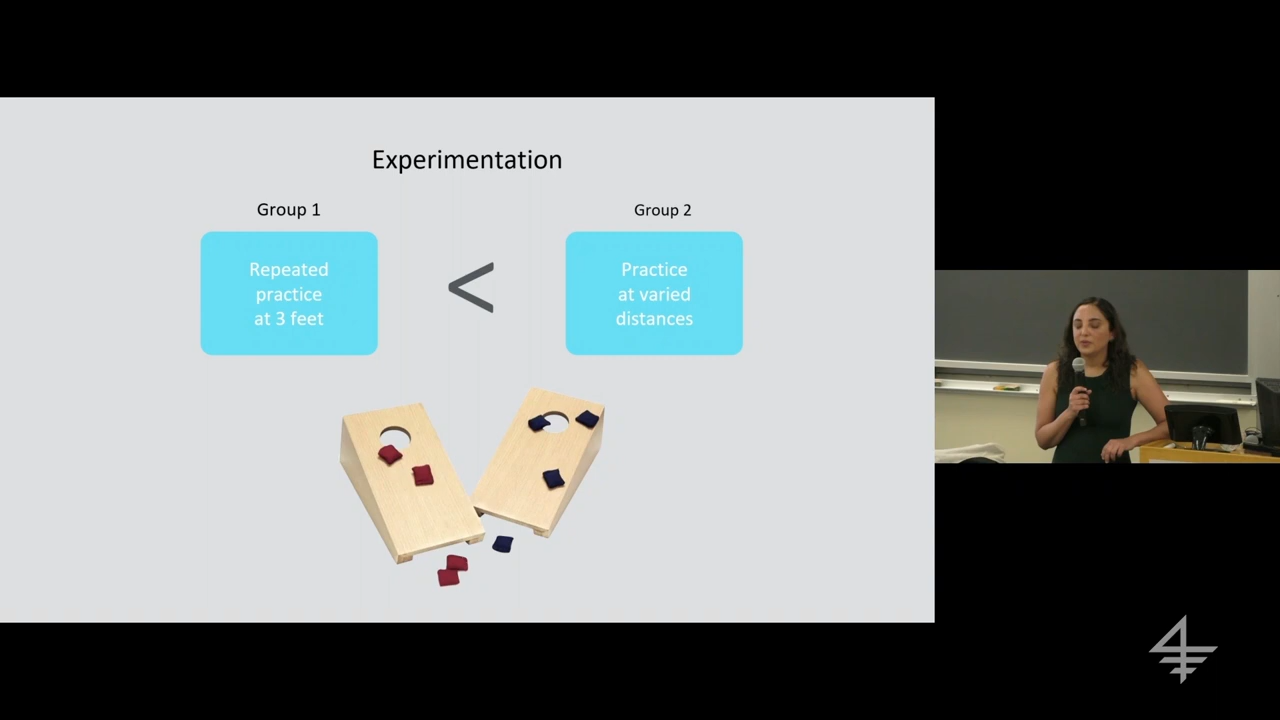 Experimentation
Group 1
Group 2
Repeated
practice
at 3 feet
<
Practice
at varied
distances